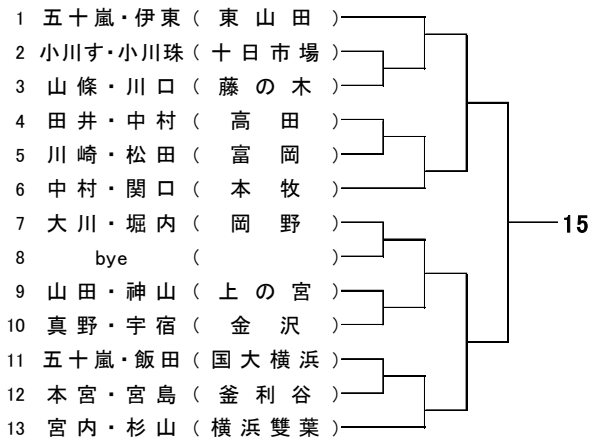 1 五十嵐・伊東 ( 東山田 )
2 小川す・小川珠 ( 十日市場 )
3 山條・川口 ( 藤の木 )
4 田井・中村 ( 高田 )
5 川崎・松田 ( 富岡 )
6 中村・関口 ( 本牧 )
7 大川・堀内 ( 岡野 )
15
8 bye ( )
9 山田・神山 ( 上の宮 )
10 真野・宇宿 ( 金沢 )
11 五十嵐・飯田 ( 国大横浜 )
12 本宮・宮島 ( 釜利谷 )
13 宮内・杉山 ( 横浜雙葉 )